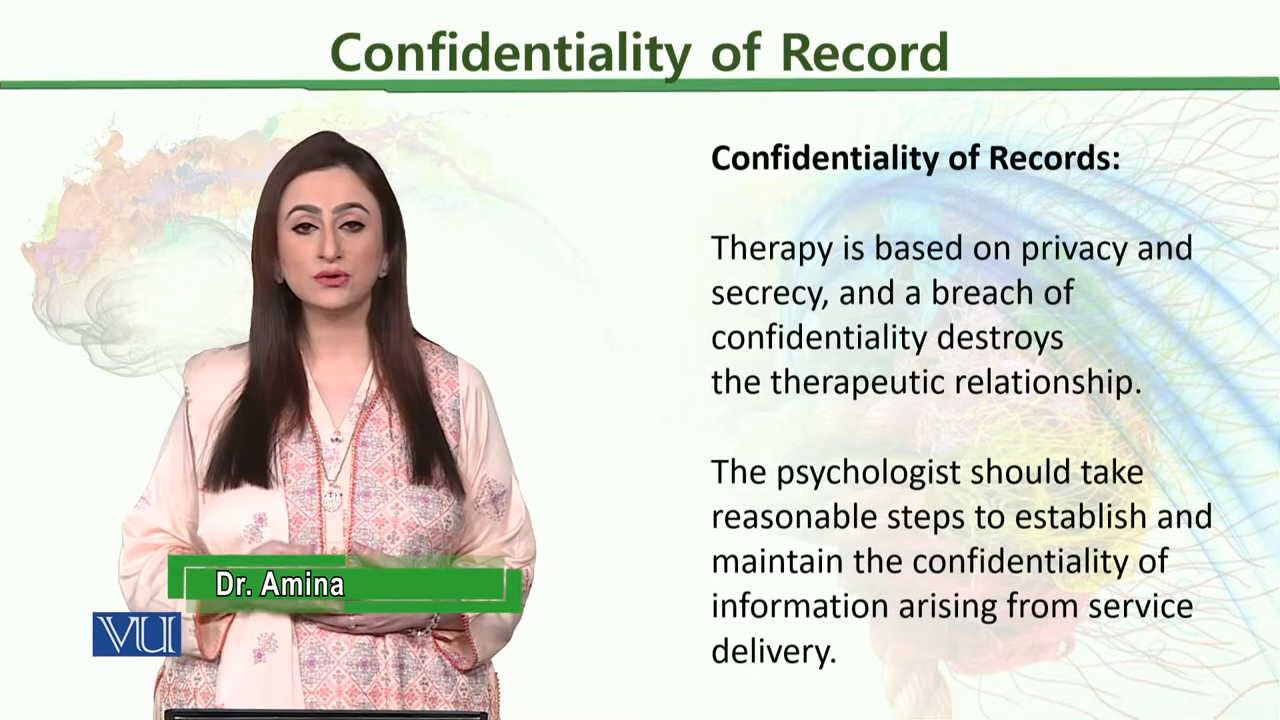 Confidentiality of Record
Confidentiality of Records:
Therapy is based on privacy and
secrecy, and a breach of
confidentiality destroys
the therapeutic relationship.
The psychologist should take
reasonable steps to establish and
maintain the confidentiality of
information arising from service
delivery.
Dr. Amina
VU